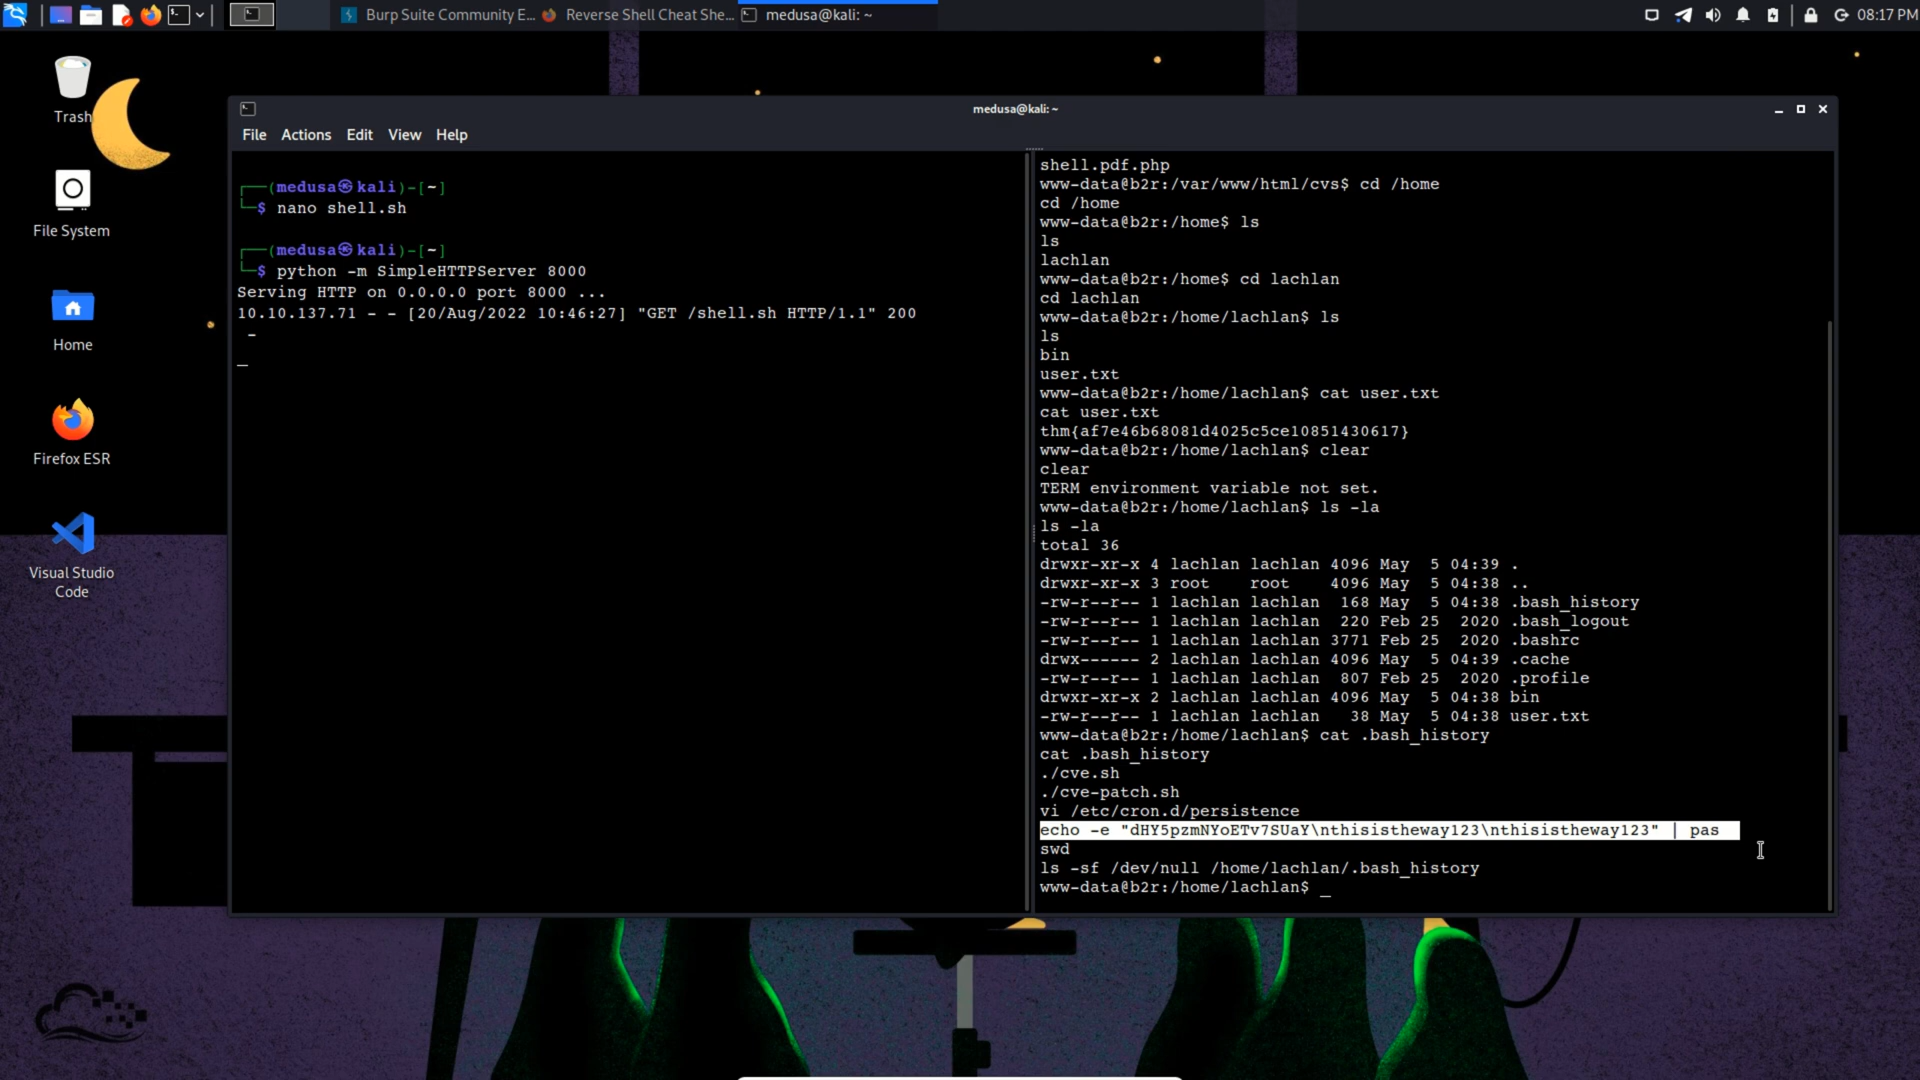 Burp Suite Community E...
Reverse Shell Cheat She...
medusa@kali: ~
08:17 PM
Trash
File System
Home
Firefox ESR
Visual Studio
Code
medusa@kali: ~
File Actions Edit View Help
┌──(medusa㉿kali)-[~]
└─$ nano shell.sh
┌──(medusa㉿kali)-[~]
└─$ python -m SimpleHTTPServer 8000
Serving HTTP on 0.0.0.0 port 8000 ...
10.10.137.71 - - [20/Aug/2022 10:46:27] "GET /shell.sh HTTP/1.1" 200
-
_
shell.pdf.php
www-data@b2r:/var/www/html/cvs$ cd /home
cd /home
www-data@b2r:/home$ ls
ls
lachlan
www-data@b2r:/home$ cd lachlan
cd lachlan
www-data@b2r:/home/lachlan$ ls
ls
bin
user.txt
www-data@b2r:/home/lachlan$ cat user.txt
cat user.txt
thm{af7e46b68081d4025c5ce10851430617}
www-data@b2r:/home/lachlan$ clear
clear
TERM environment variable not set.
www-data@b2r:/home/lachlan$ ls -la
ls -la
total 36
drwxr-xr-x 4 lachlan lachlan 4096 May  5 04:39 .
drwxr-xr-x 3 root    root    4096 May  5 04:38 ..
-rw-r--r-- 1 lachlan lachlan  168 May  5 04:38 .bash_history
-rw-r--r-- 1 lachlan lachlan  220 Feb 25  2020 .bash_logout
-rw-r--r-- 1 lachlan lachlan 3771 Feb 25  2020 .bashrc
drwx------ 2 lachlan lachlan 4096 May  5 04:39 .cache
-rw-r--r-- 1 lachlan lachlan  807 Feb 25  2020 .profile
drwxr-xr-x 2 lachlan lachlan 4096 May  5 04:38 bin
-rw-r--r-- 1 lachlan lachlan   38 May  5 04:38 user.txt
www-data@b2r:/home/lachlan$ cat .bash_history
cat .bash_history
./cve.sh
./cve-patch.sh
vi /etc/cron.d/persistence
echo -e "dHY5pzmNYoETv7SUaY\nthisistheway123\nthisistheway123" | pas
swd
ls -sf /dev/null /home/lachlan/.bash_history
www-data@b2r:/home/lachlan$ _